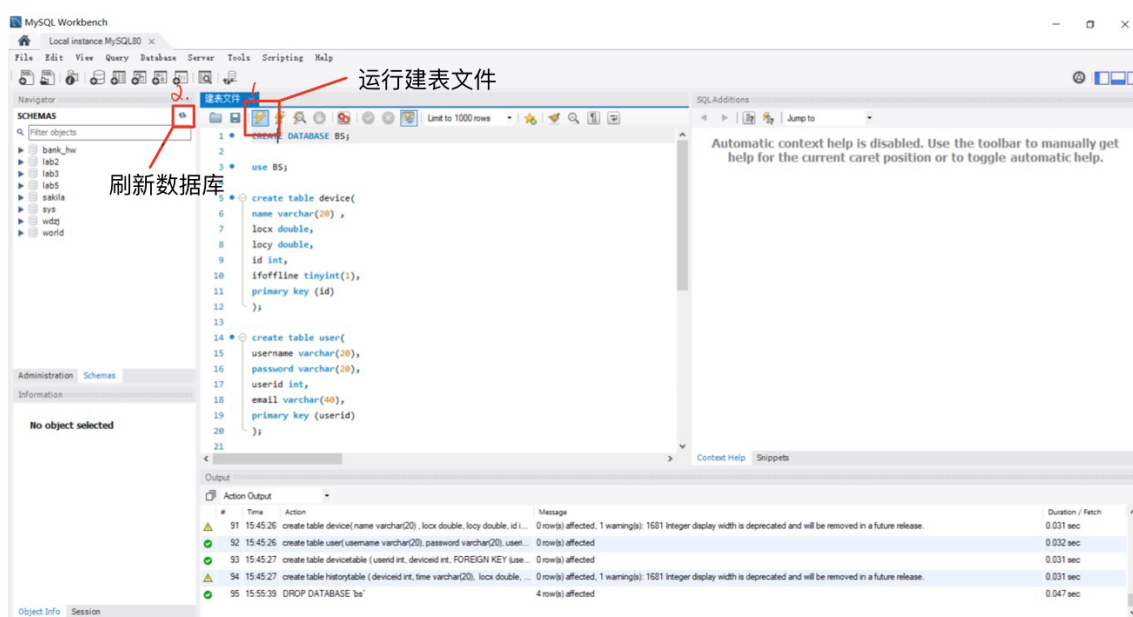 MySQL Workbench
Local instance MySQL80
File Edit View Query Database Server Tools Scripting Help
运行建表文件
2.
1
Navigator
SCHEMAS
Filter objects
bank_hw
lab2
lab3
lab5
sakila
sys
wdzj
world
刷新数据库
Administration Schemas
Information
No object selected
Object Info Session
建表文件
Limit to 1000 rows
1 CREATE DATABASE BS;
2
3 use BS;
5 create table device(
6 name varchar(20) ,
7 locx double,
8 locy double,
9 id int,
10 ifoffline tinyint(1),
11 primary key (id)
12 );
13
14 create table user(
15 username varchar(20),
16 password varchar(20),
17 userid int,
18 email varchar(40),
19 primary key (userid)
20 );
21
SQLAdditions
Jump to
Automatic context help is disabled. Use the toolbar to manually get
help for the current caret position or to toggle automatic help.
Context Help Snippets
Output
Action Output
# Time Action Message Duration / Fetch
91 15:45:26 create table device( name varchar(20) , locx double, locy double, id i... 0 row(s) affected, 1 warning(s): 1681 Integer display width is deprecated and will be removed in a future release. 0.031 sec
92 15:45:26 create table user( username varchar(20), password varchar(20), useri... 0 row(s) affected 0.032 sec
93 15:45:27 create table devicetable ( userid int, deviceid int, FOREIGN KEY (use... 0 row(s) affected 0.031 sec
94 15:45:27 create table historytable ( deviceid int, time varchar(20), locx double, ... 0 row(s) affected, 1 warning(s): 1681 Integer display width is deprecated and will be removed in a future release. 0.031 sec
95 15:55:39 DROP DATABASE `bs` 4 row(s) affected 0.047 sec